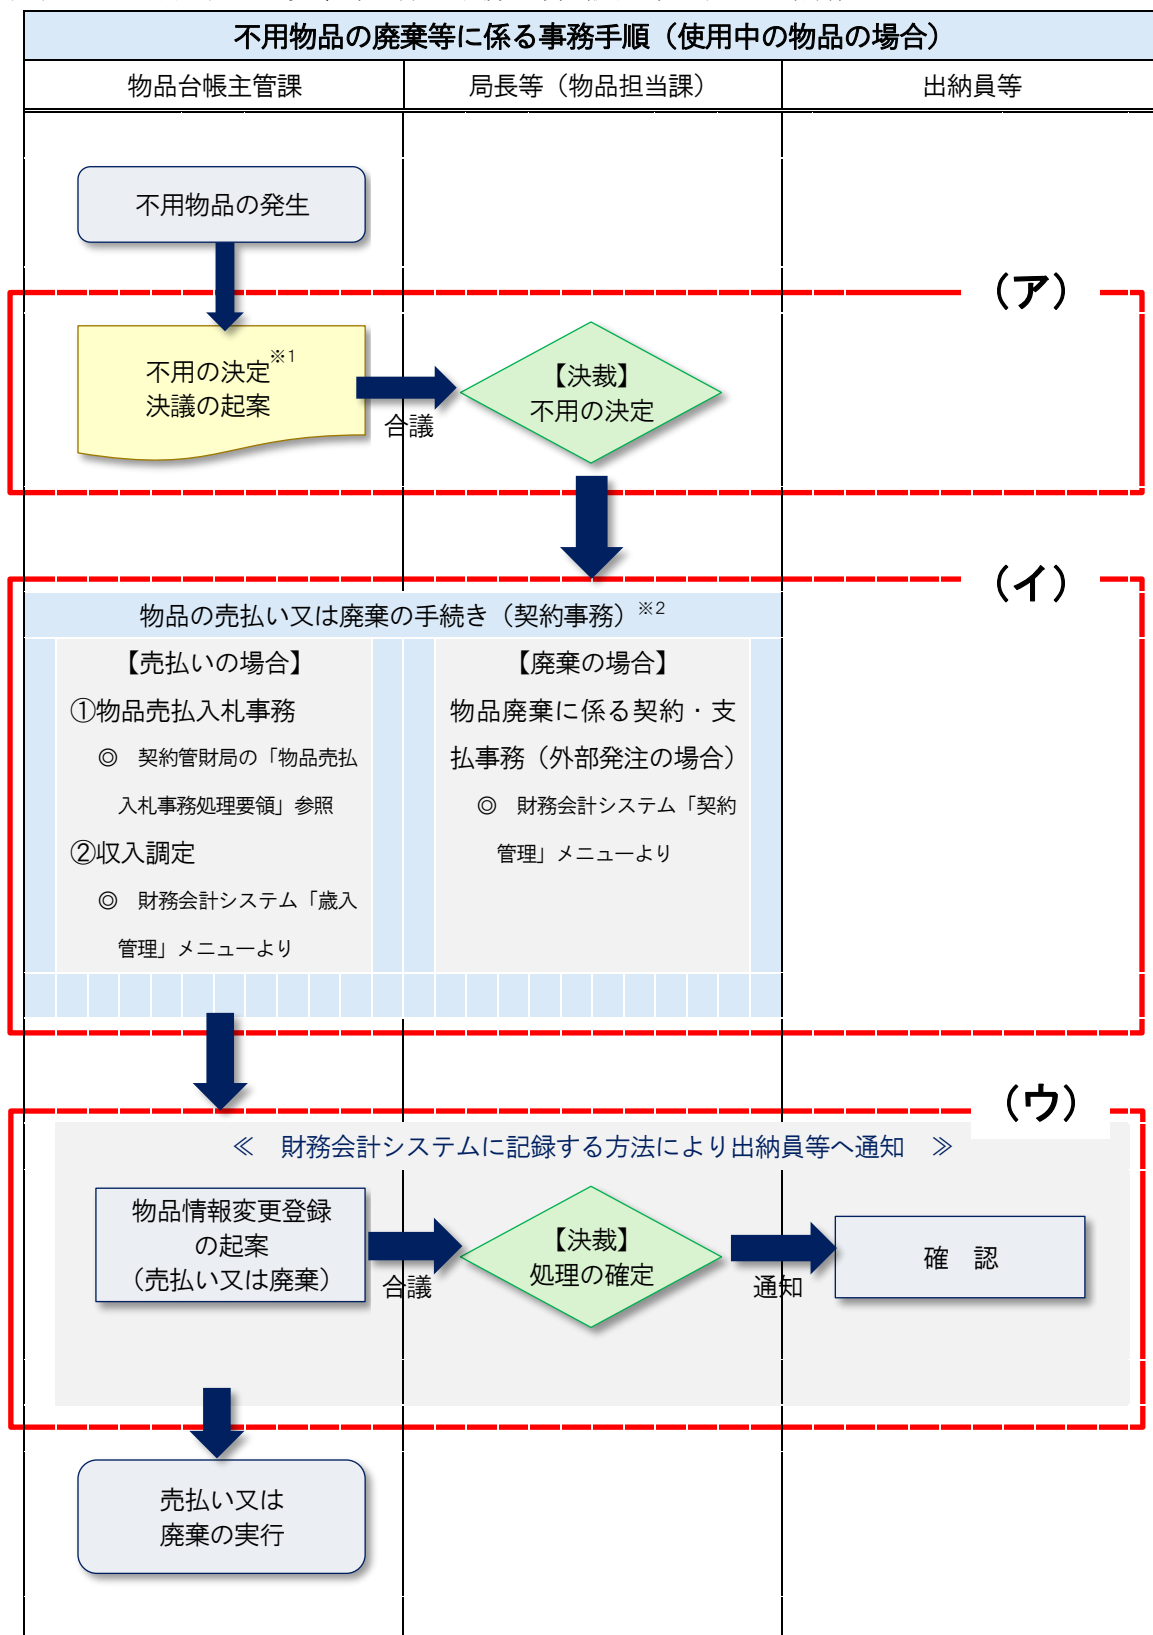 不用物品の廃棄等に係る事務手順（使用中の物品の場合）
物品台帳主管課
局長等（物品担当課）
出納員等
不用物品の発生
（ア）
不用の決定※1
決議の起案
合議
【決裁】
不用の決定
（イ）
物品の売払い又は廃棄の手続き（契約事務）※2
【売払いの場合】
①物品売払入札事務
◎　契約管財局の「物品売払
入札事務処理要領」参照
②収入調定
◎　財務会計システム「歳入
管理」メニューより
【廃棄の場合】
物品廃棄に係る契約・支
払事務（外部発注の場合）
◎　財務会計システム「契約
管理」メニューより
（ウ）
≪　財務会計システムに記録する方法により出納員等へ通知　≫
物品情報変更登録
の起案
（売払い又は廃棄）
合議
【決裁】
処理の確定
通知
確　認
売払い又は
廃棄の実行